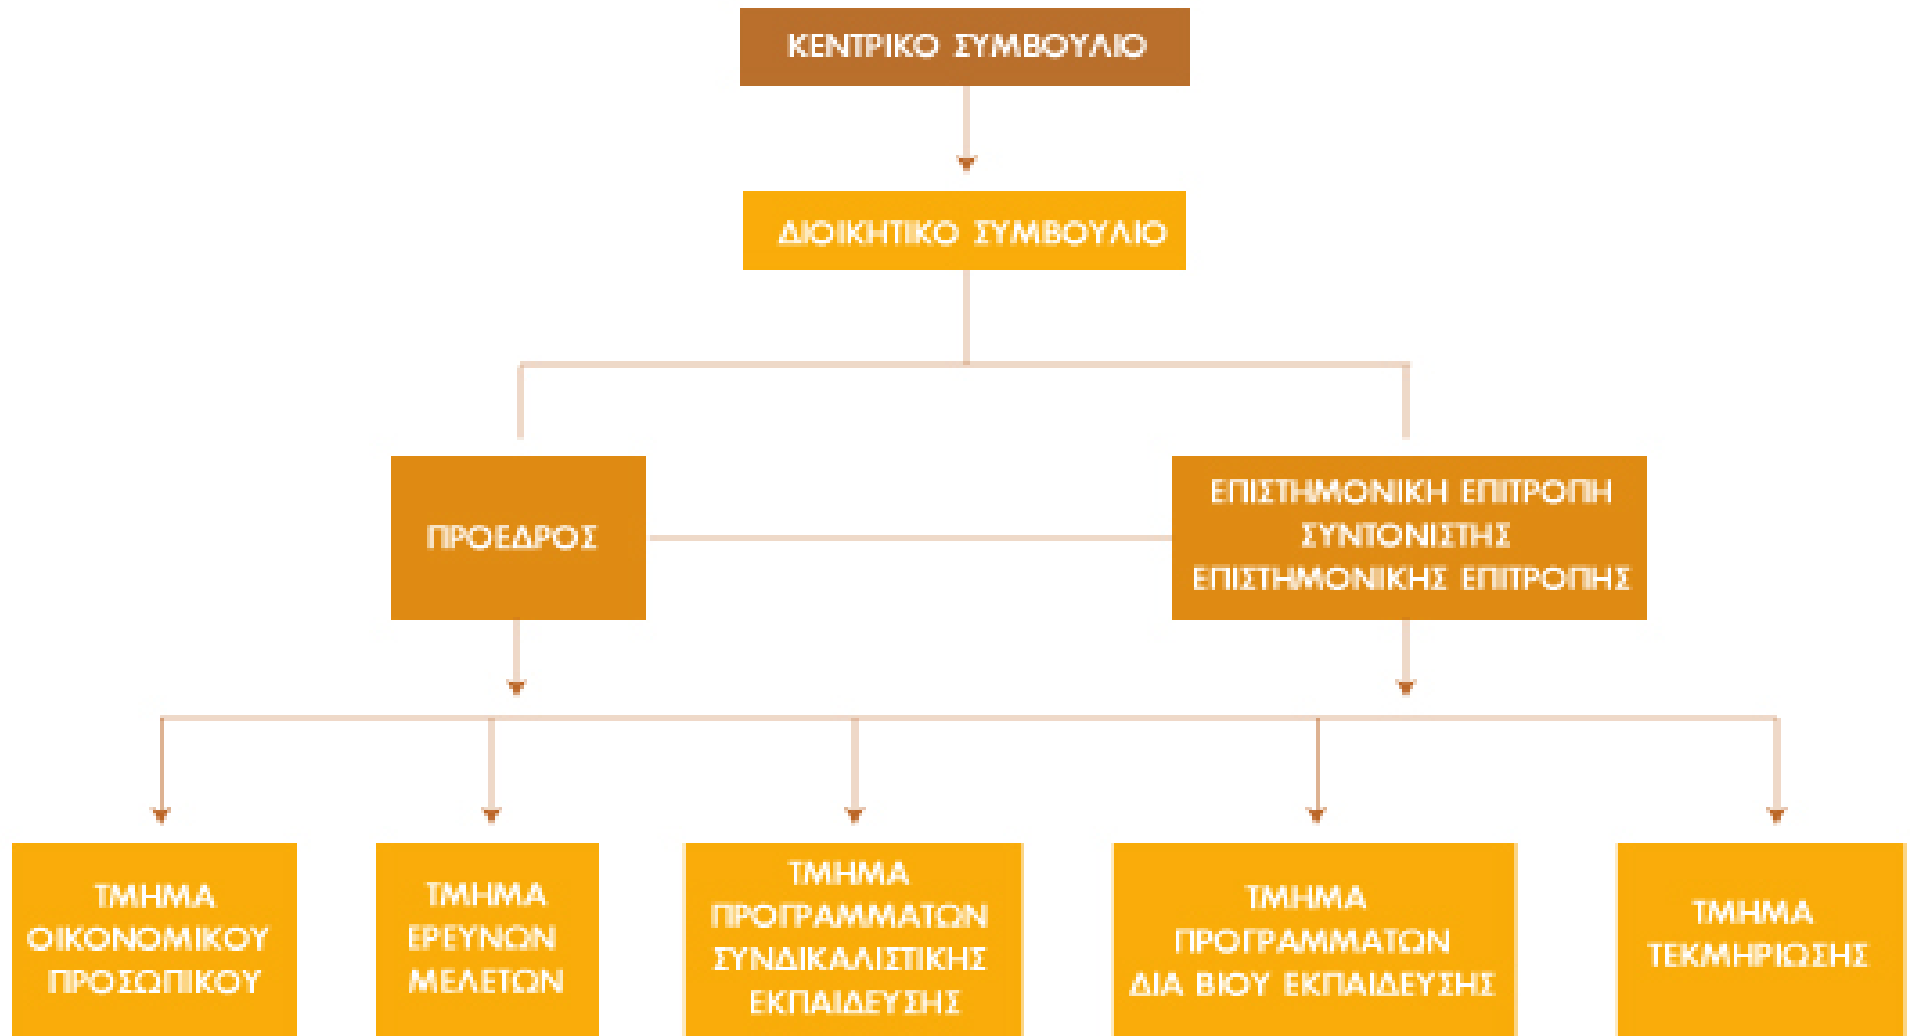 ΚΕΝΤΡΙΚΟ ΣΥΜΒΟΥΛΙΟ
ΔΙΟΙΚΗΤΙΚΟ ΣΥΜΒΟΥΛΙΟ
ΠΡΟΕΔΡΟΣ
ΕΠΙΣΤΗΜΟΝΙΚΗ ΕΠΙΤΡΟΠΗ
ΣΥΝΤΟΝΙΣΤΗΣ
ΕΠΙΣΤΗΜΟΝΙΚΗΣ ΕΠΙΤΡΟΠΗΣ
ΤΜΗΜΑ
ΟΙΚΟΝΟΜΙΚΟΥ
ΠΡΟΣΩΠΙΚΟΥ
ΤΜΗΜΑ
ΕΡΕΥΝΩΝ
ΜΕΛΕΤΩΝ
ΤΜΗΜΑ
ΠΡΟΓΡΑΜΜΑΤΩΝ
ΣΥΝΔΙΚΑΛΙΣΤΙΚΗΣ
ΕΚΠΑΙΔΕΥΣΗΣ
ΤΜΗΜΑ
ΠΡΟΓΡΑΜΜΑΤΩΝ
ΔΙΑ ΒΙΟΥ ΕΚΠΑΙΔΕΥΣΗΣ
ΤΜΗΜΑ
ΤΕΚΜΗΡΙΩΣΗΣ